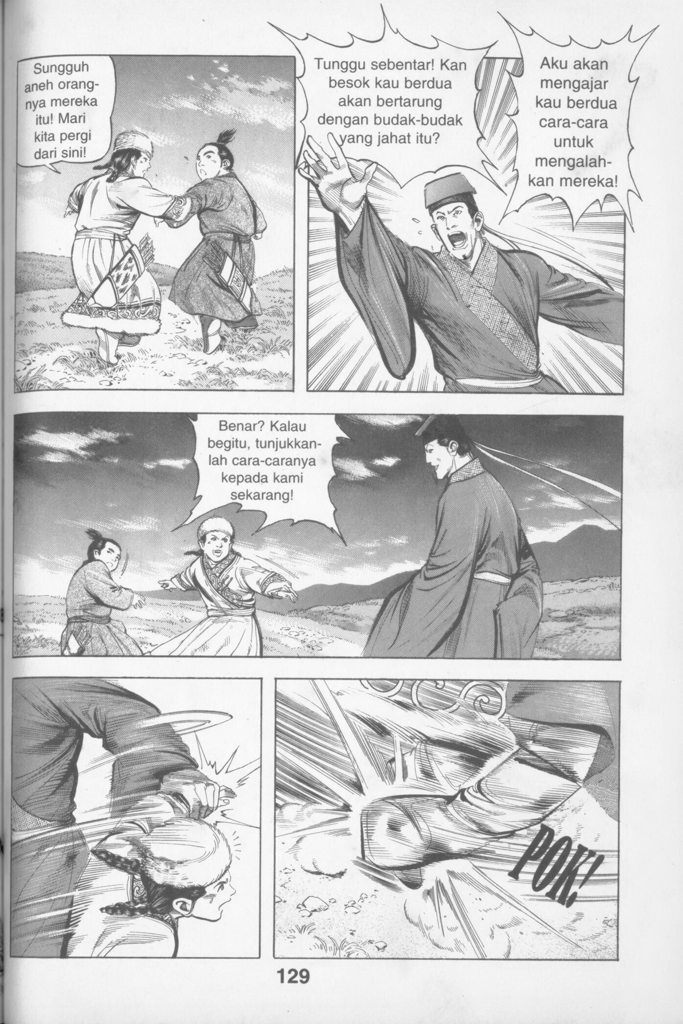 Sungguh
aneh orang-
nya mereka
itu! Mari
kita pergi
dari sini!
Tunggu sebentar! Kan
besok kau berdua
akan bertarung
dengan budak-budak
yang jahat itu?
Aku akan
mengajar
kau berdua
cara-cara
untuk
mengalah-
kan mereka!
Benar? Kalau
begitu, tunjukkan-
lah cara-caranya
kepada kami
sekarang!
POK!
129